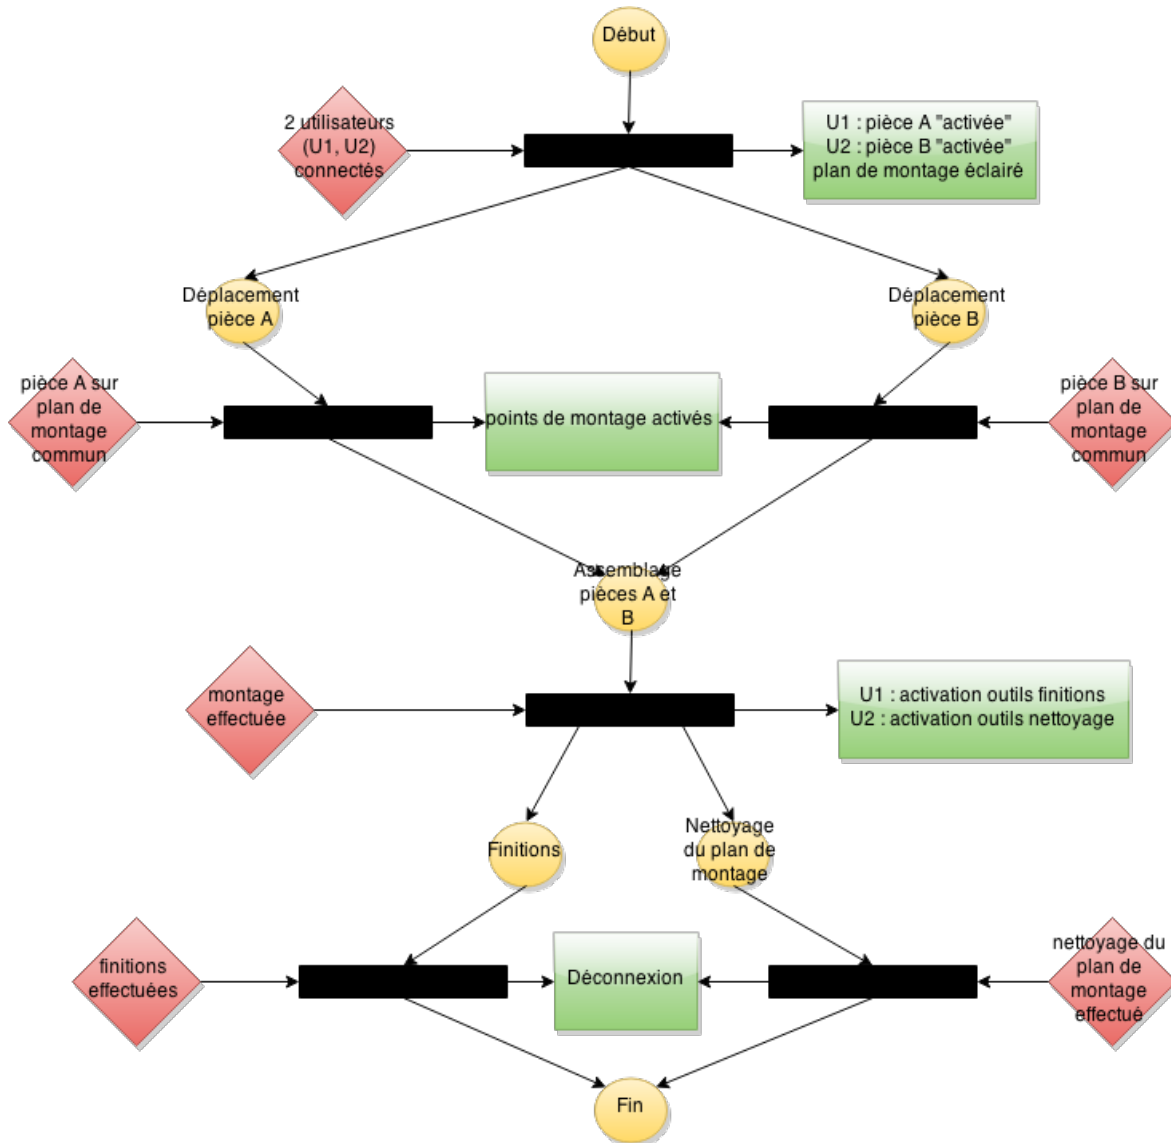 Début
2 utilisateurs
(U1, U2)
connectés
U1 : pièce A "activée"
U2 : pièce B "activée"
plan de montage éclairé
Déplacement
pièce A
Déplacement
pièce B
pièce A sur
plan de
montage
commun
points de montage activés
pièce B sur
plan de
montage
commun
Assemblage
pièces A et
B
montage
effectuée
U1 : activation outils finitions
U2 : activation outils nettoyage
Finitions
Nettoyage
du plan de
montage
finitions
effectuées
Déconnexion
nettoyage du
plan de
montage
effectué
Fin